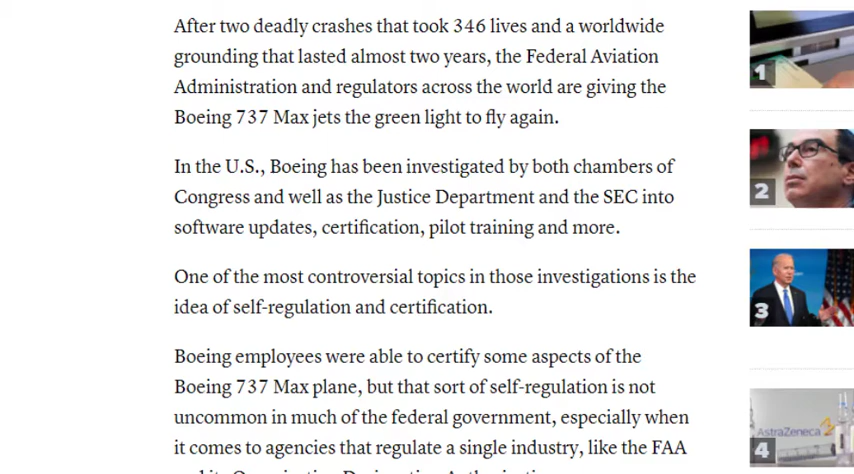 After two deadly crashes that took 346 lives and a worldwide
grounding that lasted almost two years, the Federal Aviation
Administration and regulators across the world are giving the
Boeing 737 Max jets the green light to fly again.
In the U.S., Boeing has been investigated by both chambers of
Congress and well as the Justice Department and the SEC into
software updates, certification, pilot training and more.
One of the most controversial topics in those investigations is the
idea of self-regulation and certification.
Boeing employees were able to certify some aspects of the
Boeing 737 Max plane, but that sort of self-regulation is not
uncommon in much of the federal government, especially when
it comes to agencies that regulate a single industry, like the FAA
1
2
3
AstraZeneca
4